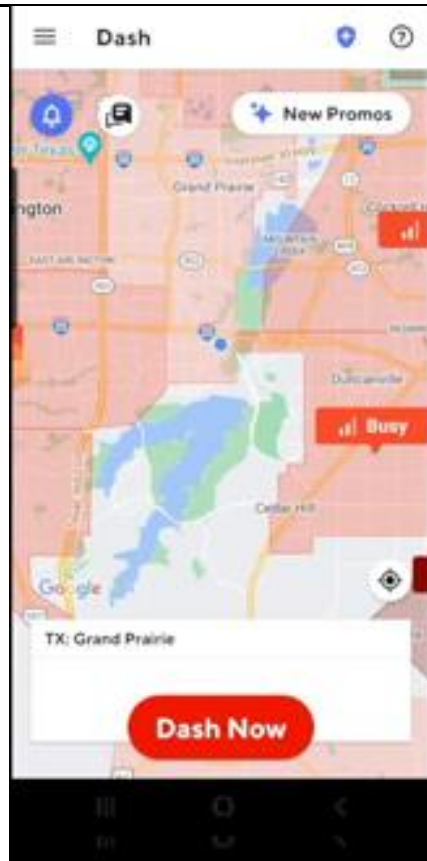 Dash
New Promos
Grand Prairie
ngton
Busy
Duncanville
Cedar Hill
Google
TX: Grand Prairie
Dash Now